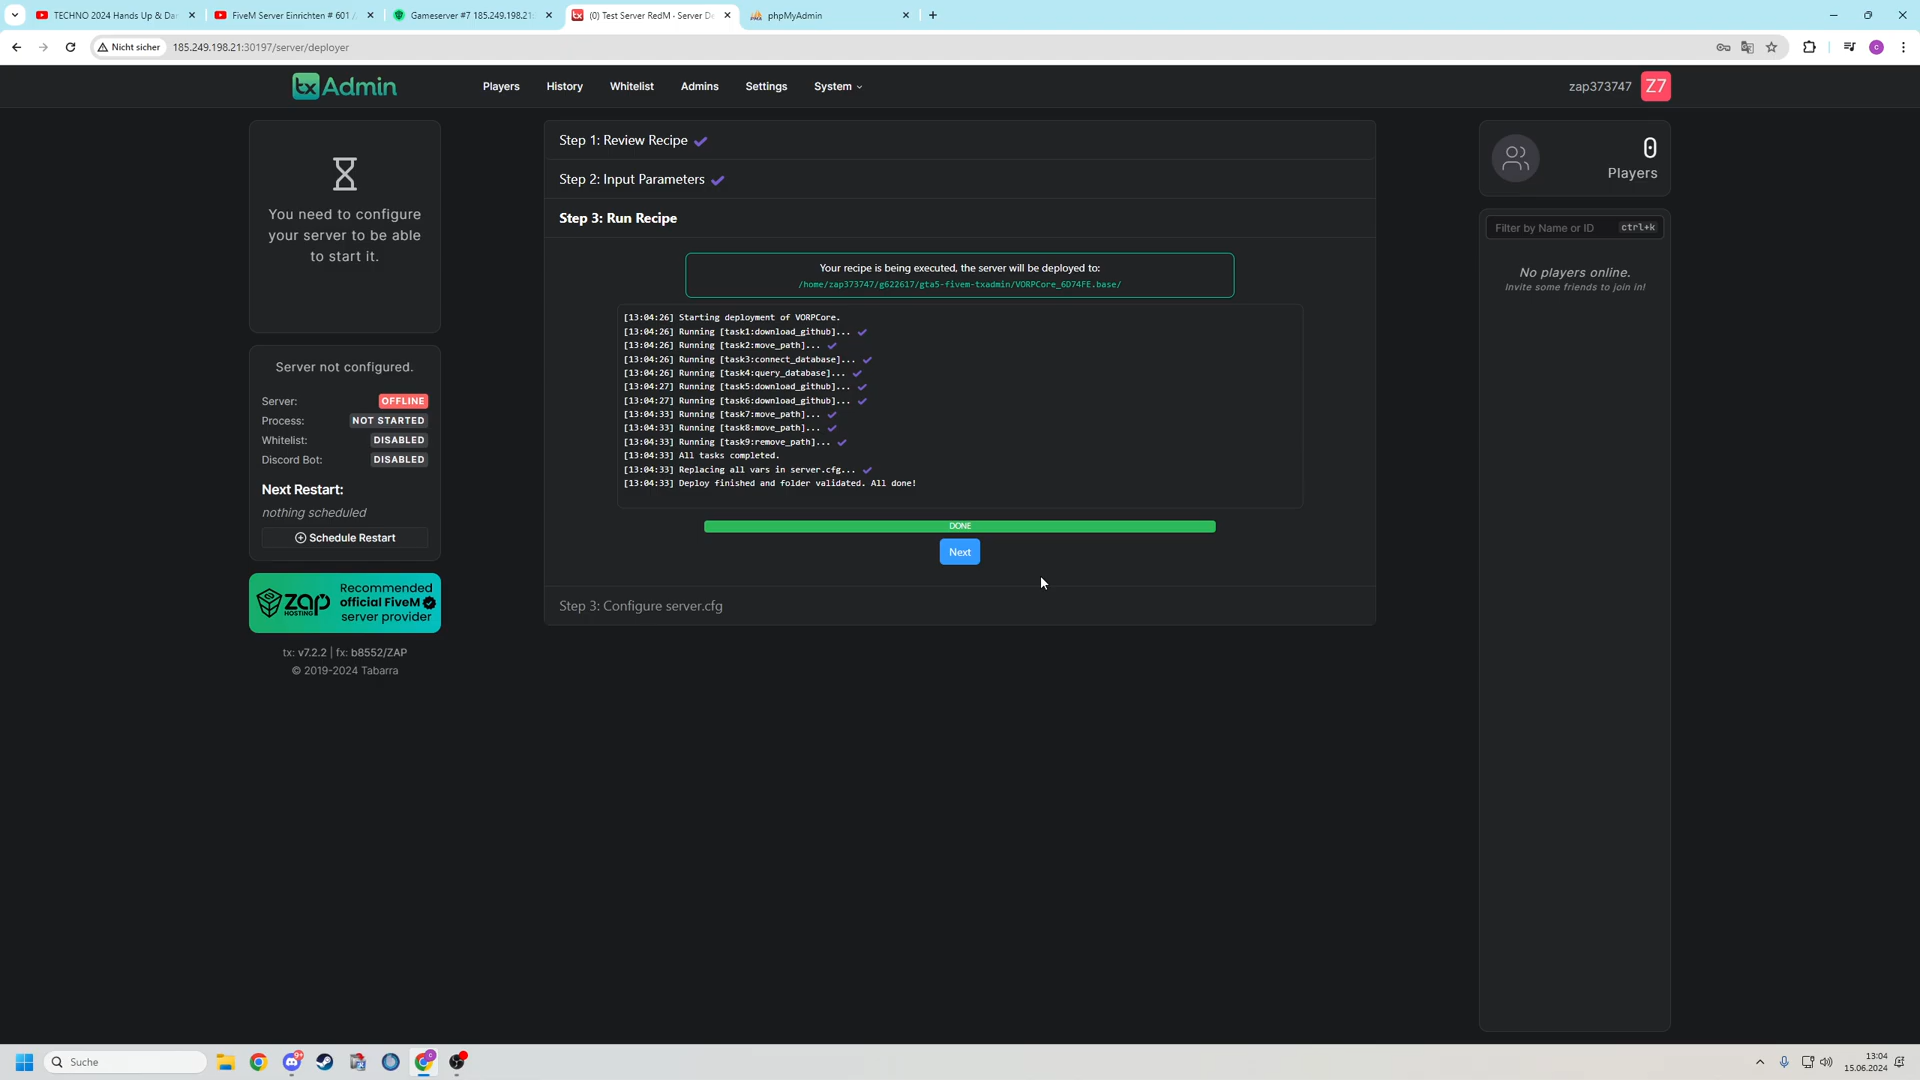 TECHNO 2024 Hands Up & Da
FiveM Server Einrichten # 601 /
Gameserver #7 185.249.198.21:
(0) Test Server RedM - Server De
phpMyAdmin
Nicht sicher
185.249.198.21:30197/server/deployer
txAdmin
Players
History
Whitelist
Admins
Settings
System
zap373747
Z7
You need to configure
your server to be able
to start it.
Server not configured.
Server: OFFLINE
Process: NOT STARTED
Whitelist: DISABLED
Discord Bot: DISABLED
Next Restart:
nothing scheduled
Schedule Restart
ZAP HOSTING
Recommended
official FiveM
server provider
tx: v7.2.2 | fx: b8552/ZAP
© 2019-2024 Tabarra
Step 1: Review Recipe
Step 2: Input Parameters
Step 3: Run Recipe
Your recipe is being executed, the server will be deployed to:
/home/zap373747/g622617/gta5-fivem-txadmin/VORPCore_6D74FE.base/
[13:04:26] Starting deployment of VORPCore.
[13:04:26] Running [task1:download_github]...
[13:04:26] Running [task2:move_path]...
[13:04:26] Running [task3:connect_database]...
[13:04:26] Running [task4:query_database]...
[13:04:27] Running [task5:download_github]...
[13:04:27] Running [task6:download_github]...
[13:04:33] Running [task7:move_path]...
[13:04:33] Running [task8:move_path]...
[13:04:33] Running [task9:remove_path]...
[13:04:33] All tasks completed.
[13:04:33] Replacing all vars in server.cfg...
[13:04:33] Deploy finished and folder validated. All done!
DONE
Next
Step 3: Configure server.cfg
0
Players
Filter by Name or ID
ctrl+k
No players online.
Invite some friends to join in!
Suche
9+
13:04
15.06.2024